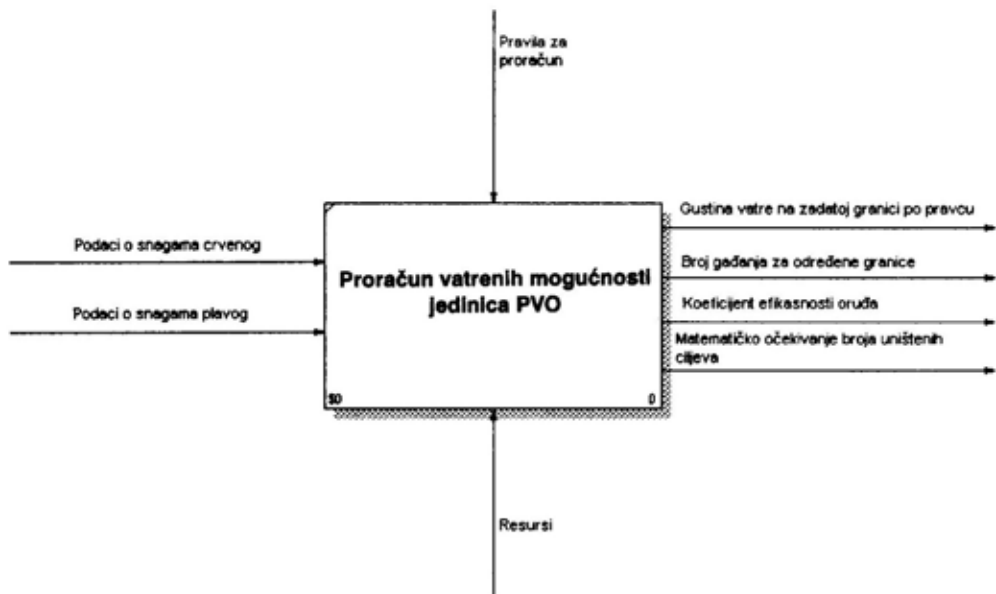 Pravila za
proračun
Gustina vatre na zadatoj granici po pravcu
Podaci o snagama crvenog
Broj gađanja za određene granice
Proračun vatrenih mogućnosti
jedinica PVO
Podaci o snagama plavog
Koeficijent efikasnosti oruđa
Matematičko očekivanje broja uništenih
ciljeva
$0
0
Resursi